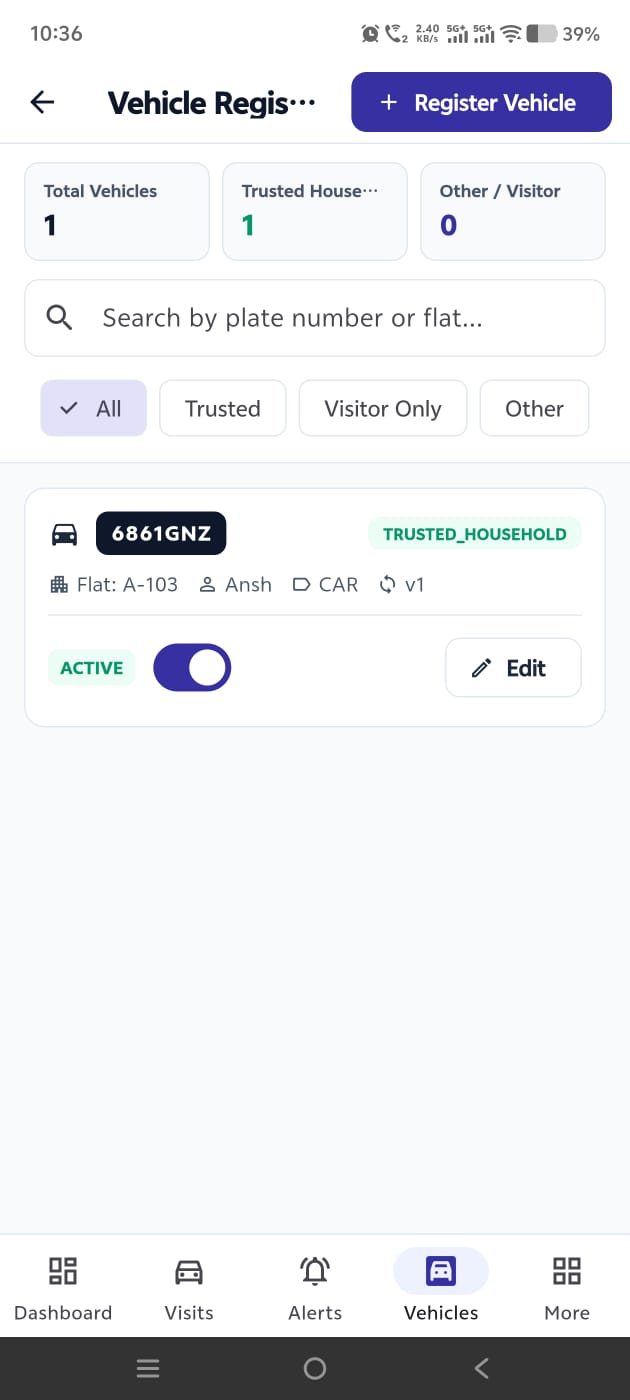 10:36 2 2.40 KB/s 5G+ 5G+ 39%
Vehicle Regis··· + Register Vehicle
Total Vehicles
1
Trusted House···
1
Other / Visitor
0
Search by plate number or flat...
All Trusted Visitor Only Other
6861GNZ TRUSTED_HOUSEHOLD
Flat: A-103 Ansh CAR v1
ACTIVE Edit
Dashboard Visits Alerts Vehicles More